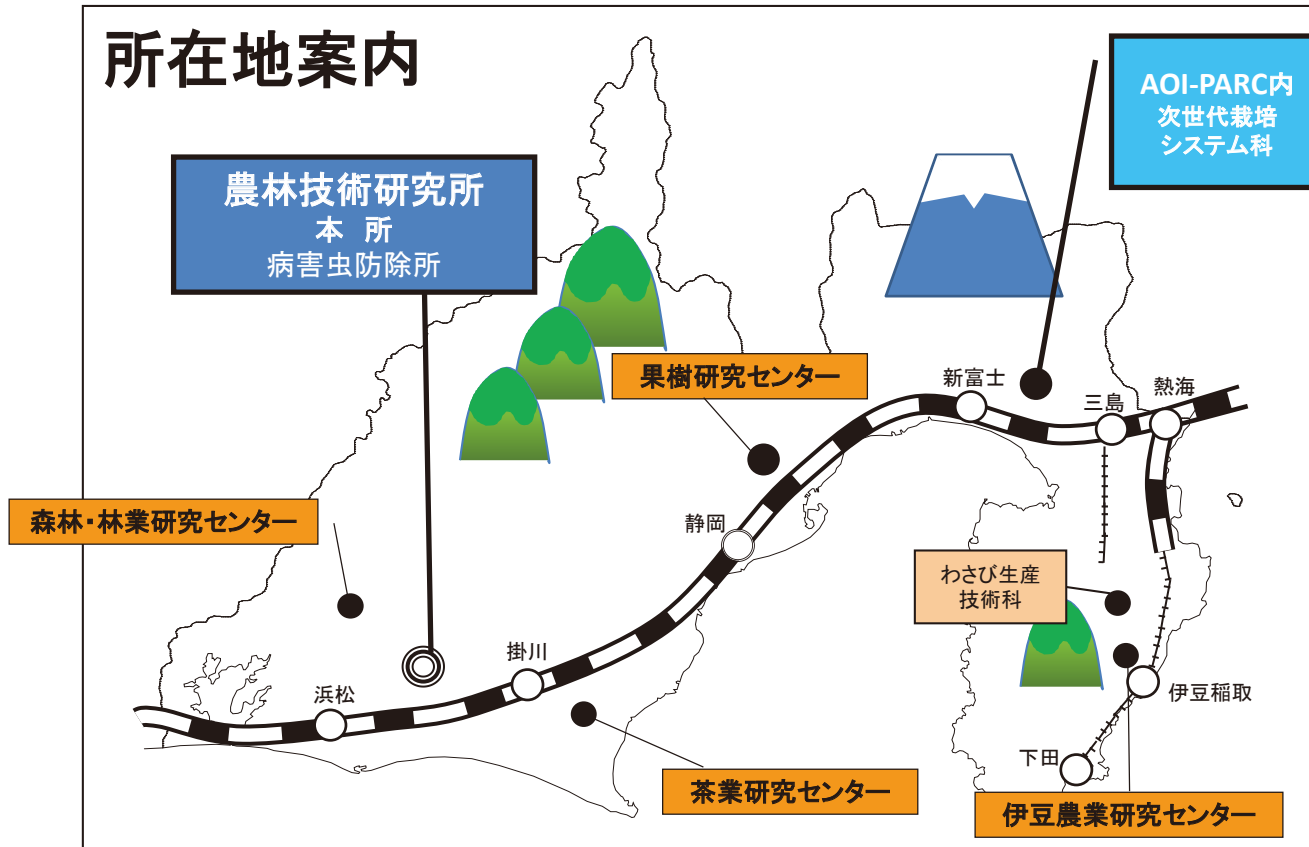 所在地案内
AOI-PARC内
次世代栽培
システム科
農林技術研究所
本 所
病害虫防除所
果樹研究センター
新富士
三島
熱海
森林・林業研究センター
静岡
わさび生産
技術科
掛川
浜松
伊豆稲取
下田
茶業研究センター
伊豆農業研究センター